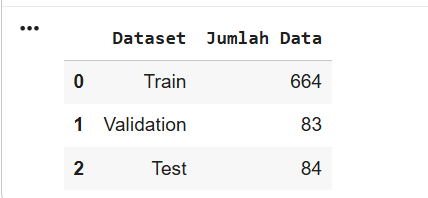 Dataset Jumlah Data
0 Train 664
1 Validation 83
2 Test 84